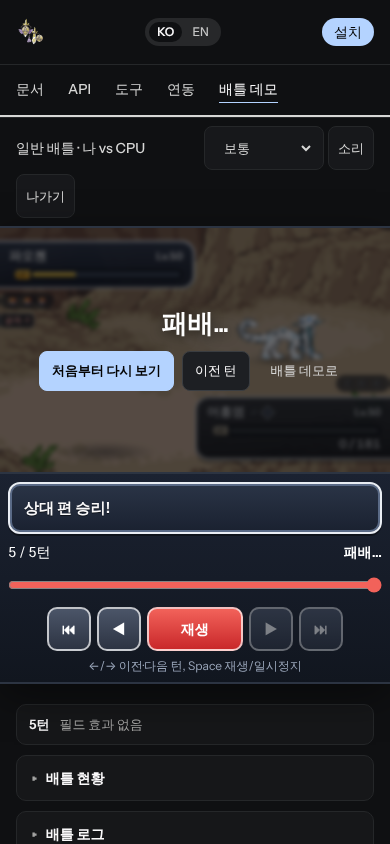 KO EN 설치
문서 API 도구 연동 배틀 데모
일반 배틀 · 나 vs CPU 보통 소리
나가기
패배...
처음부터 다시 보기 이전 턴 배틀 데모로
상대 편 승리!
5 / 5턴 패배...
재생
←/→ 이전·다음 턴, Space 재생/일시정지
5턴 필드 효과 없음
▸ 배틀 현황
▸ 배틀 로그